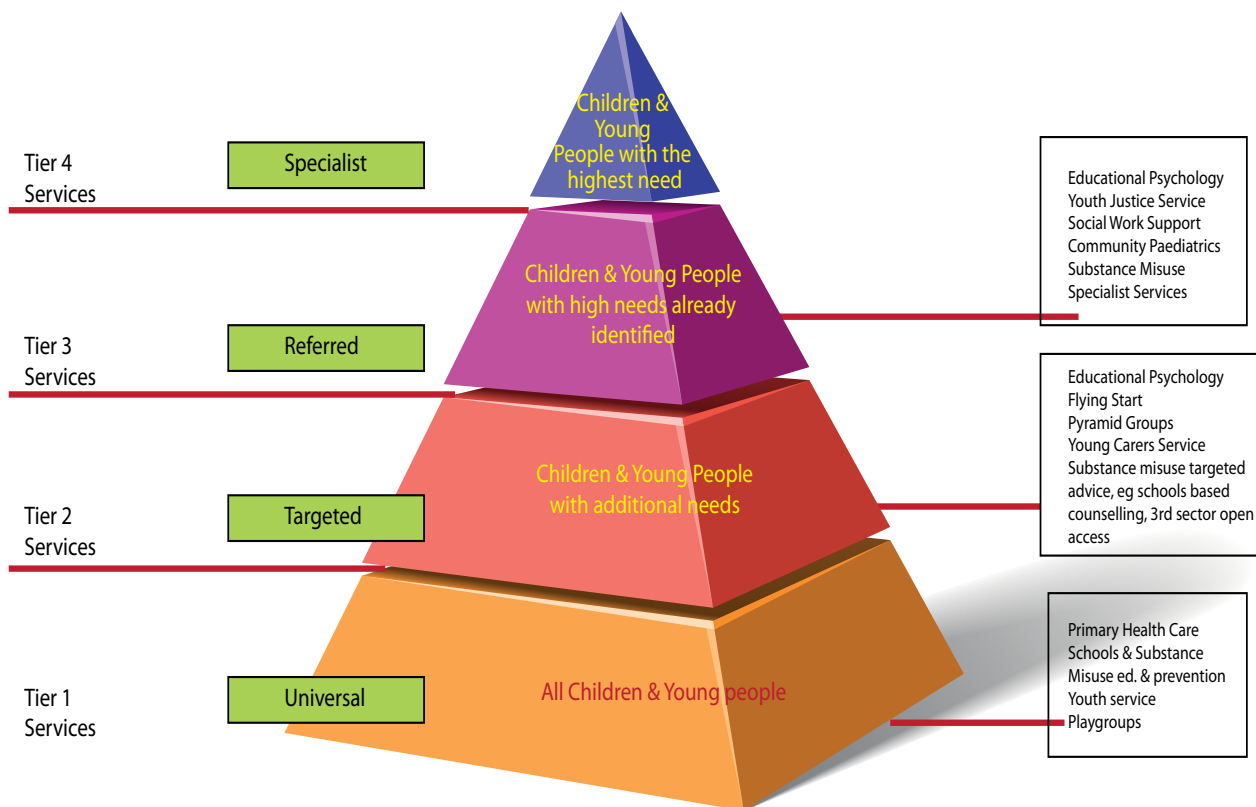 Children &
Young
People with the
highest need
Tier 4
Services
Specialist
Educational Psychology
Youth Justice Service
Social Work Support
Community Paediatrics
Substance Misuse
Specialist Services
Children & Young People
with high needs already
identified
Tier 3
Services
Referred
Educational Psychology
Flying Start
Pyramid Groups
Young Carers Service
Substance misuse targeted
advice, eg schools based
counselling, 3rd sector open
access
Children & Young People
with additional needs
Tier 2
Services
Targeted
Primary Health Care
Schools & Substance
Misuse ed. & prevention
Youth service
Playgroups
Tier 1
Services
Universal
All Children & Young people